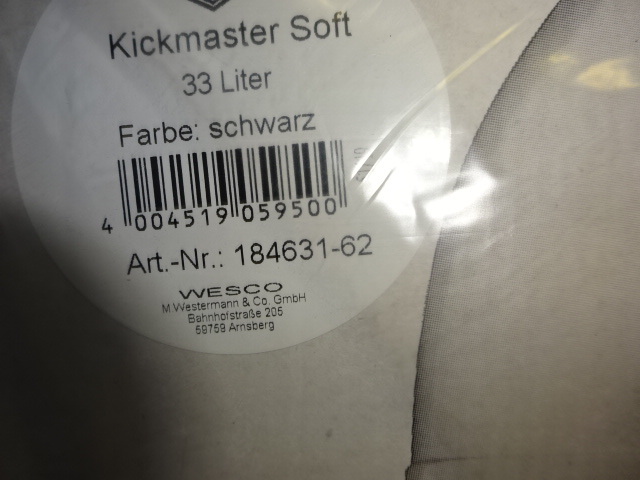 Kickmaster Soft
33 Liter
Farbe: schwarz
4 004519 059500
Art.-Nr.: 184631-62
WESCO
M.Westermann & Co. GmbH
Bahnhofstraße 205
59759 Arnsberg